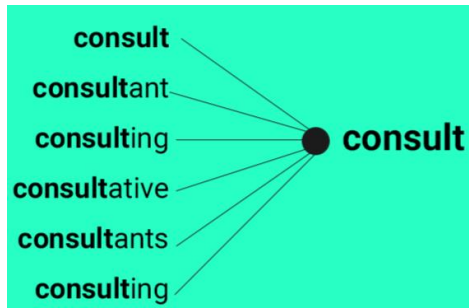 consult
consultant
consulting
consultative
consultants
consulting
consult